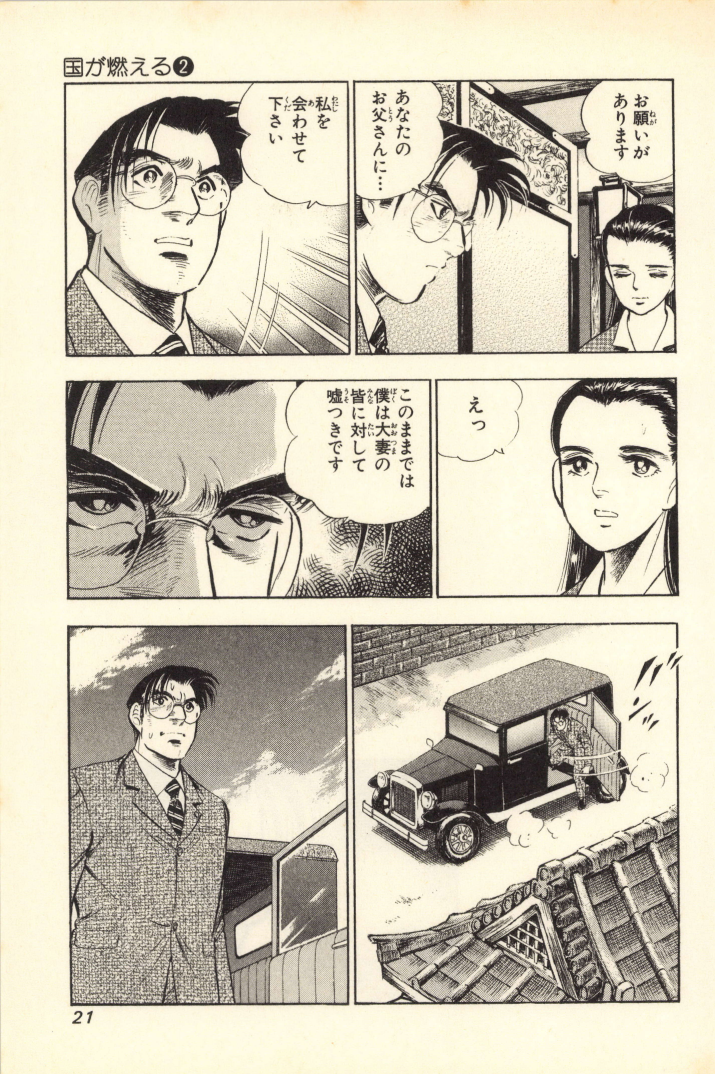 国が燃える❷
お願いが
あります
あなたの
お父さんに…
私を
会わせて
下さい
えっ
このままでは
僕は大妻の
皆に対して
嘘つきです
21